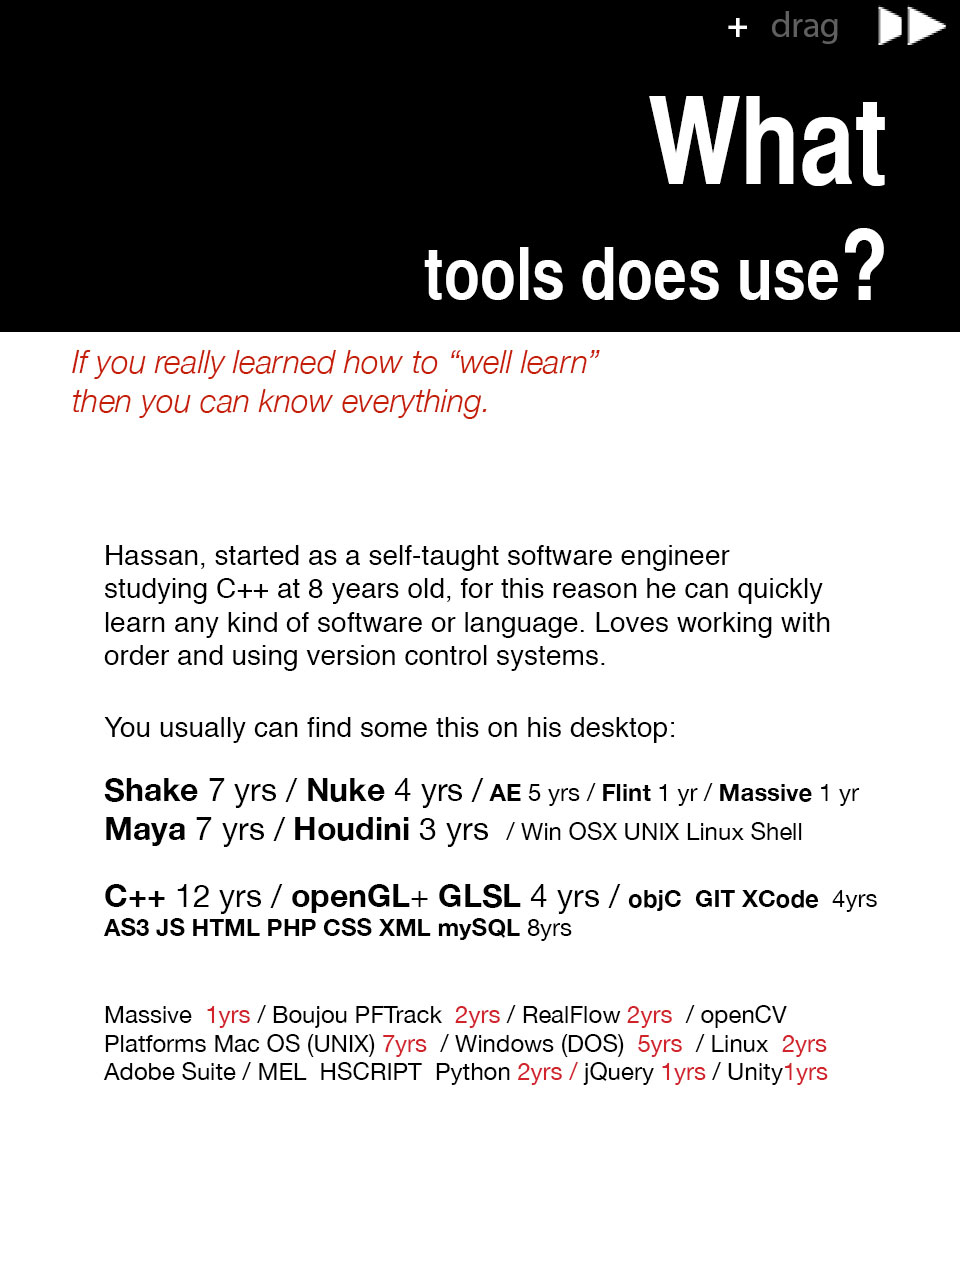 + drag
What
tools does use?
If you really learned how to “well learn”
then you can know everything.
Hassan, started as a self-taught software engineer
studying C++ at 8 years old, for this reason he can quickly
learn any kind of software or language. Loves working with
order and using version control systems.
You usually can find some this on his desktop:
Shake 7 yrs / Nuke 4 yrs / AE 5 yrs / Flint 1 yr / Massive 1 yr
Maya 7 yrs / Houdini 3 yrs / Win OSX UNIX Linux Shell
C++ 12 yrs / openGL+ GLSL 4 yrs / objC GIT XCode 4yrs
AS3 JS HTML PHP CSS XML mySQL 8yrs
Massive 1yrs / Boujou PFTrack 2yrs / RealFlow 2yrs / openCV
Platforms Mac OS (UNIX) 7yrs / Windows (DOS) 5yrs / Linux 2yrs
Adobe Suite / MEL HSCRIPT Python 2yrs / jQuery 1yrs / Unity1yrs